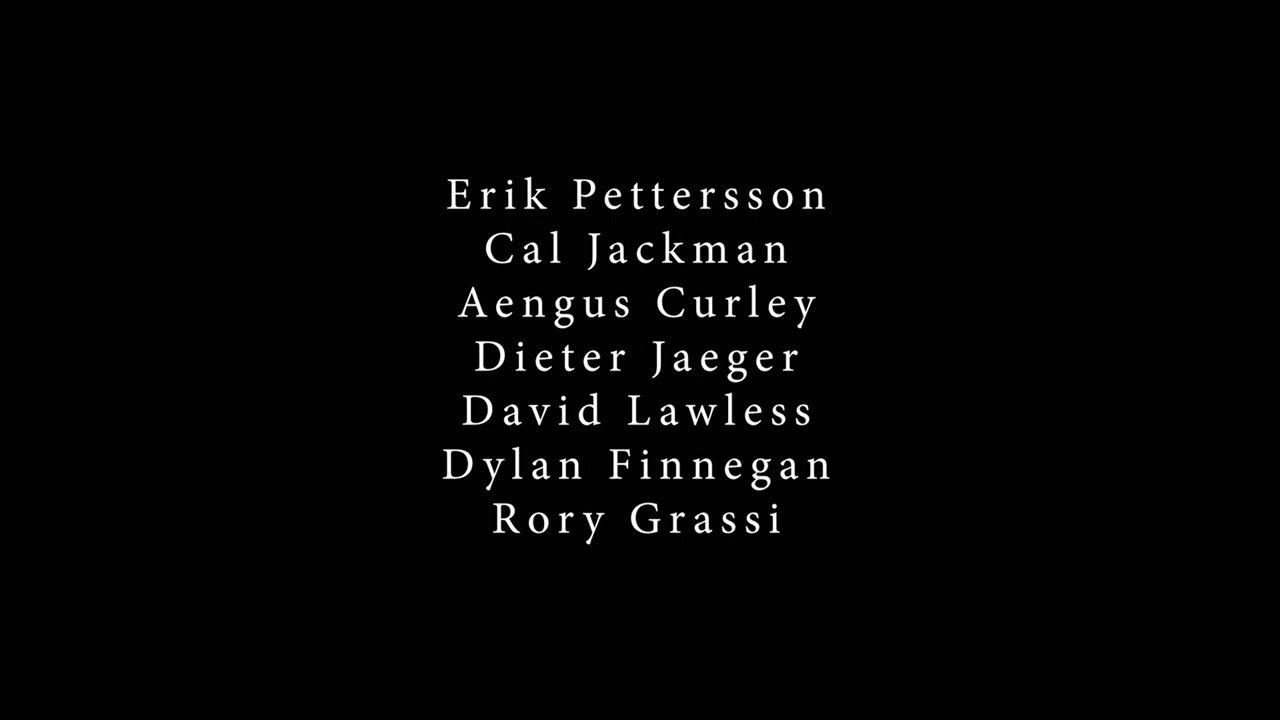 Erik Pettersson
Cal Jackman
Aengus Curley
Dieter Jaeger
David Lawless
Dylan Finnegan
Rory Grassi